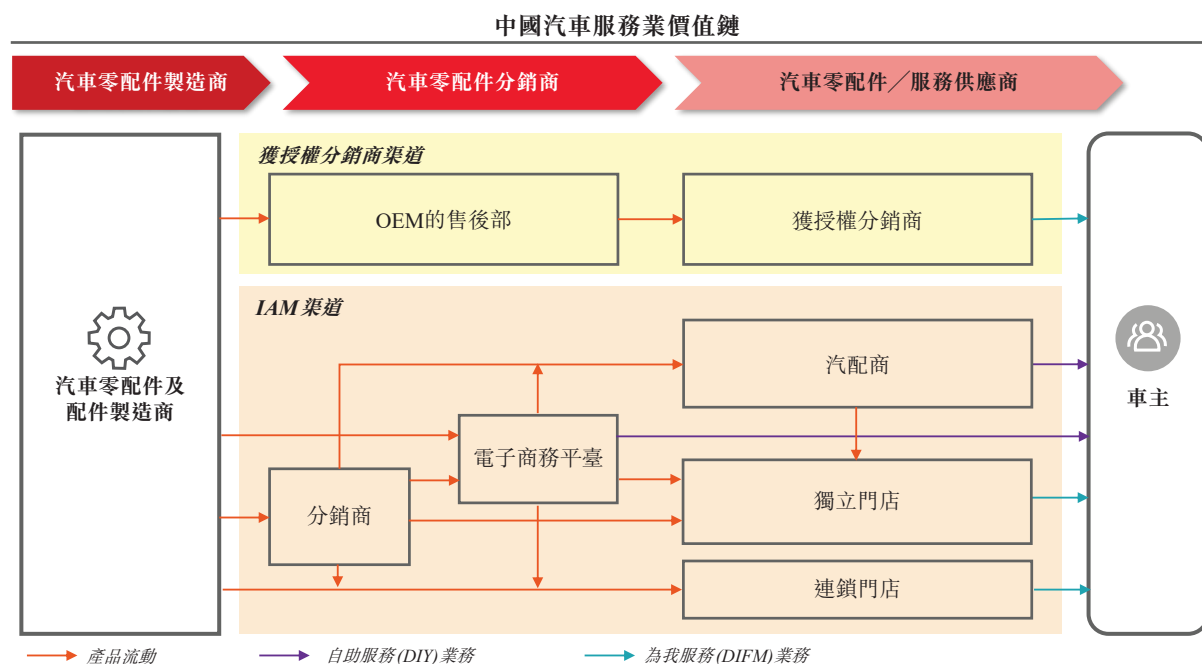 中國汽車服務業價值鏈
汽車零配件製造商
汽車零配件分銷商
汽車零配件／服務供應商
獲授權分銷商渠道
OEM的售後部
獲授權分銷商
IAM渠道
汽車零配件及
配件製造商
汽配商
電子商務平臺
分銷商
獨立門店
連鎖門店
車主
產品流動
自助服務(DIY)業務
為我服務(DIFM)業務